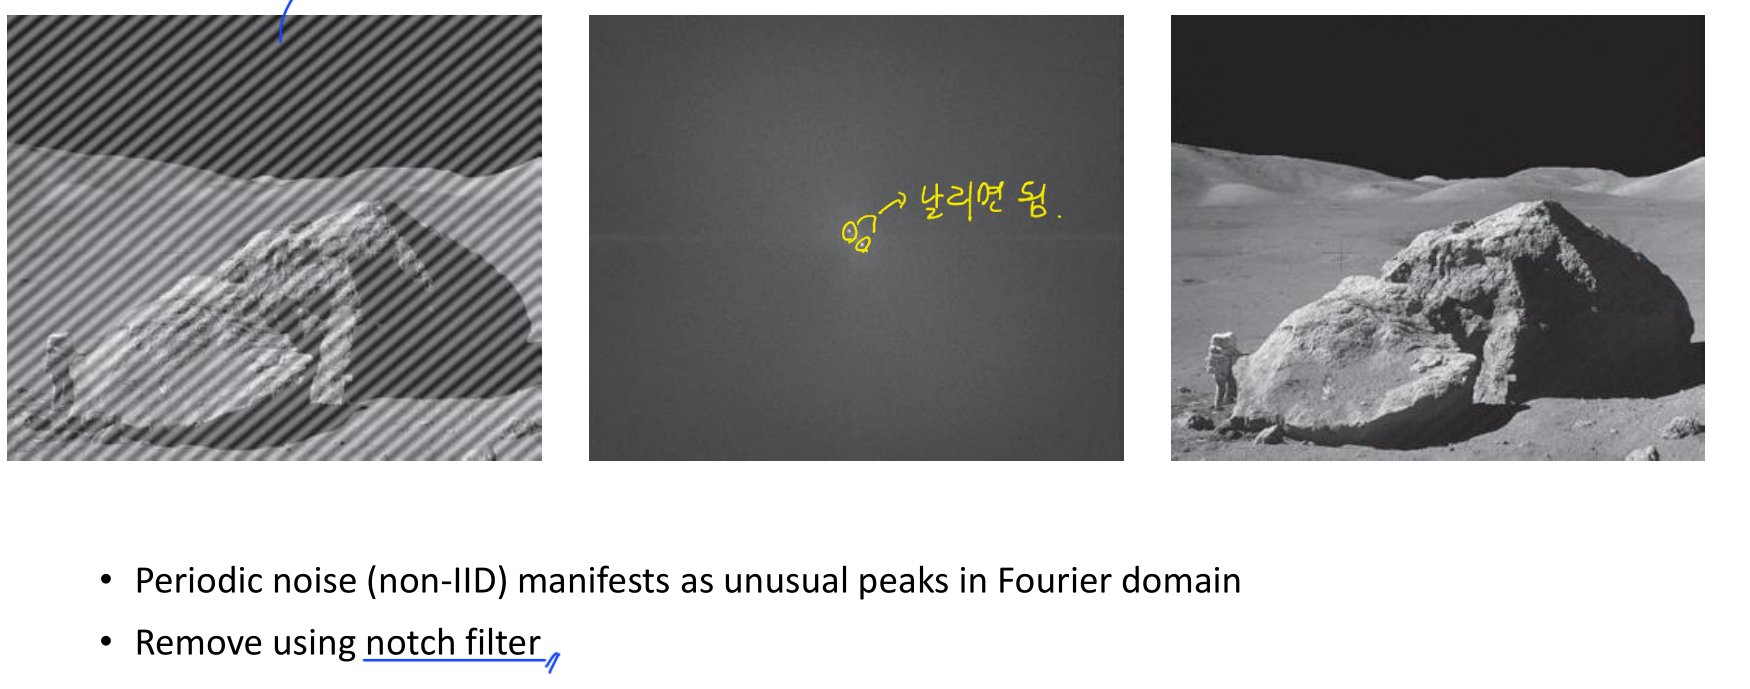 날리면 됨.
• Periodic noise (non-IID) manifests as unusual peaks in Fourier domain
• Remove using notch filter